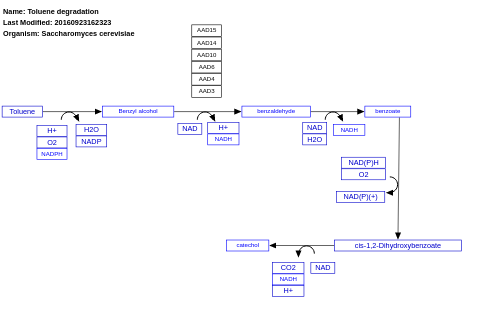 Name: Toluene degradation
Last Modified: 20160923162323
Organism: Saccharomyces cerevisiae
AAD15
AAD14
AAD10
AAD6
AAD4
AAD3
Toluene
Benzyl alcohol
benzaldehyde
benzoate
H+
O2
NADPH
H2O
NADP
NAD
H+
NADH
NAD
H2O
NADH
NAD(P)H
O2
NAD(P)(+)
catechol
cis-1,2-Dihydroxybenzoate
CO2
NADH
H+
NAD